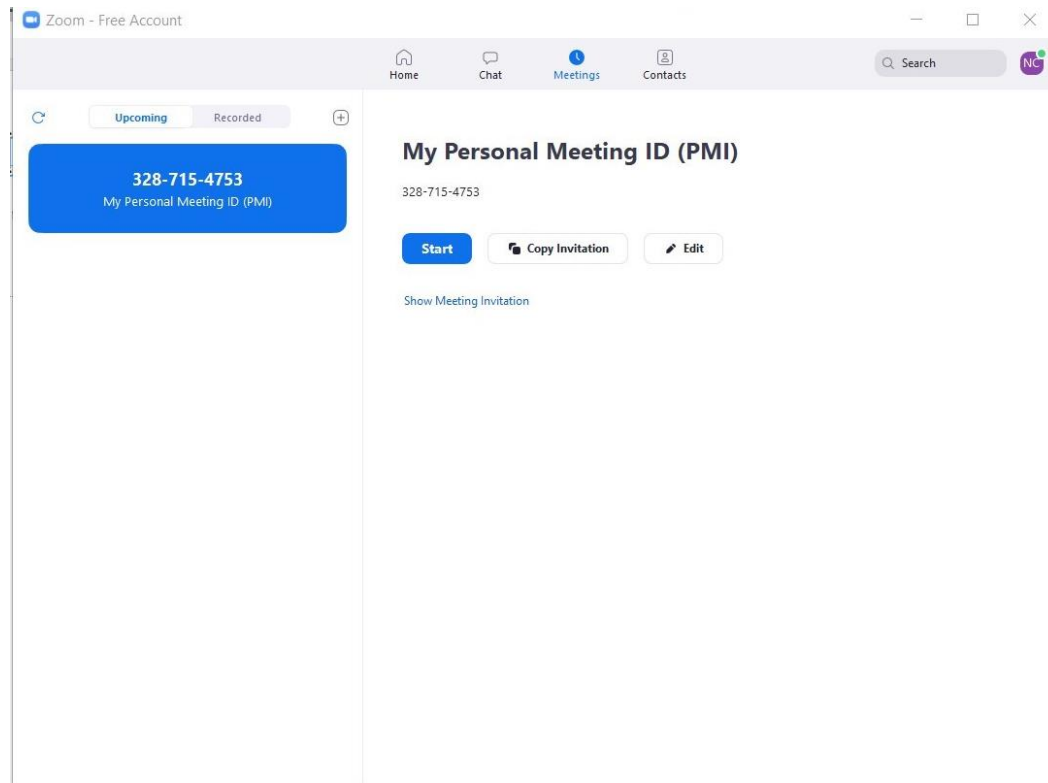 Zoom - Free Account
Home Chat Meetings Contacts
Search
NC
Upcoming Recorded
328-715-4753
My Personal Meeting ID (PMI)
My Personal Meeting ID (PMI)
328-715-4753
Start Copy Invitation Edit
Show Meeting Invitation